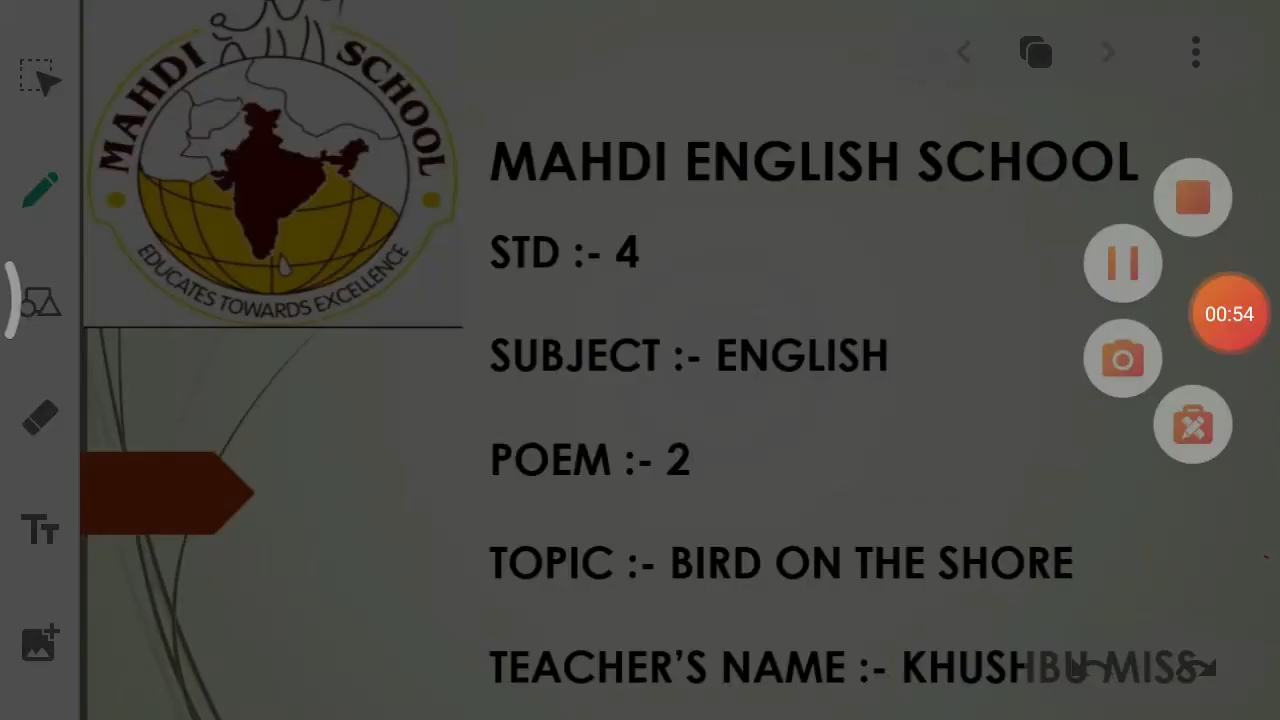 MAHDI SCHOOL
EDUCATES TOWARDS EXCELLENCE
MAHDI ENGLISH SCHOOL
STD :- 4
SUBJECT :- ENGLISH
POEM :- 2
TOPIC :- BIRD ON THE SHORE
TEACHER'S NAME :- KHUSHBU MISS
00:54
TT